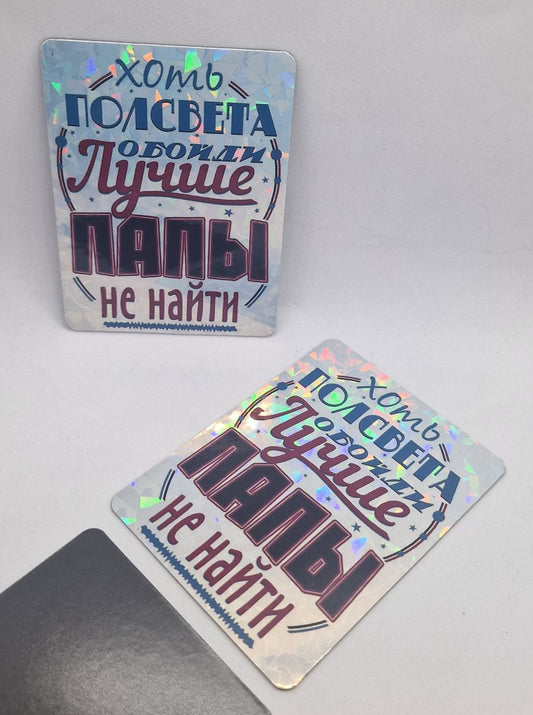 хоть
ПОЛСВЕТА
ОБОЙДИ
Лучше
ПАПЫ
не найти
хоть
ПОЛСВЕТА
ОБОЙДИ
Лучше
ПАПЫ
не найти